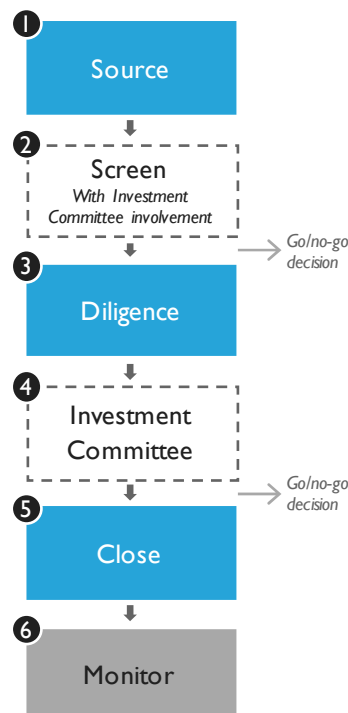 1
Source
2
Screen
With Investment
Committee involvement
Go/no-go
decision
3
Diligence
4
Investment
Committee
Go/no-go
decision
5
Close
6
Monitor